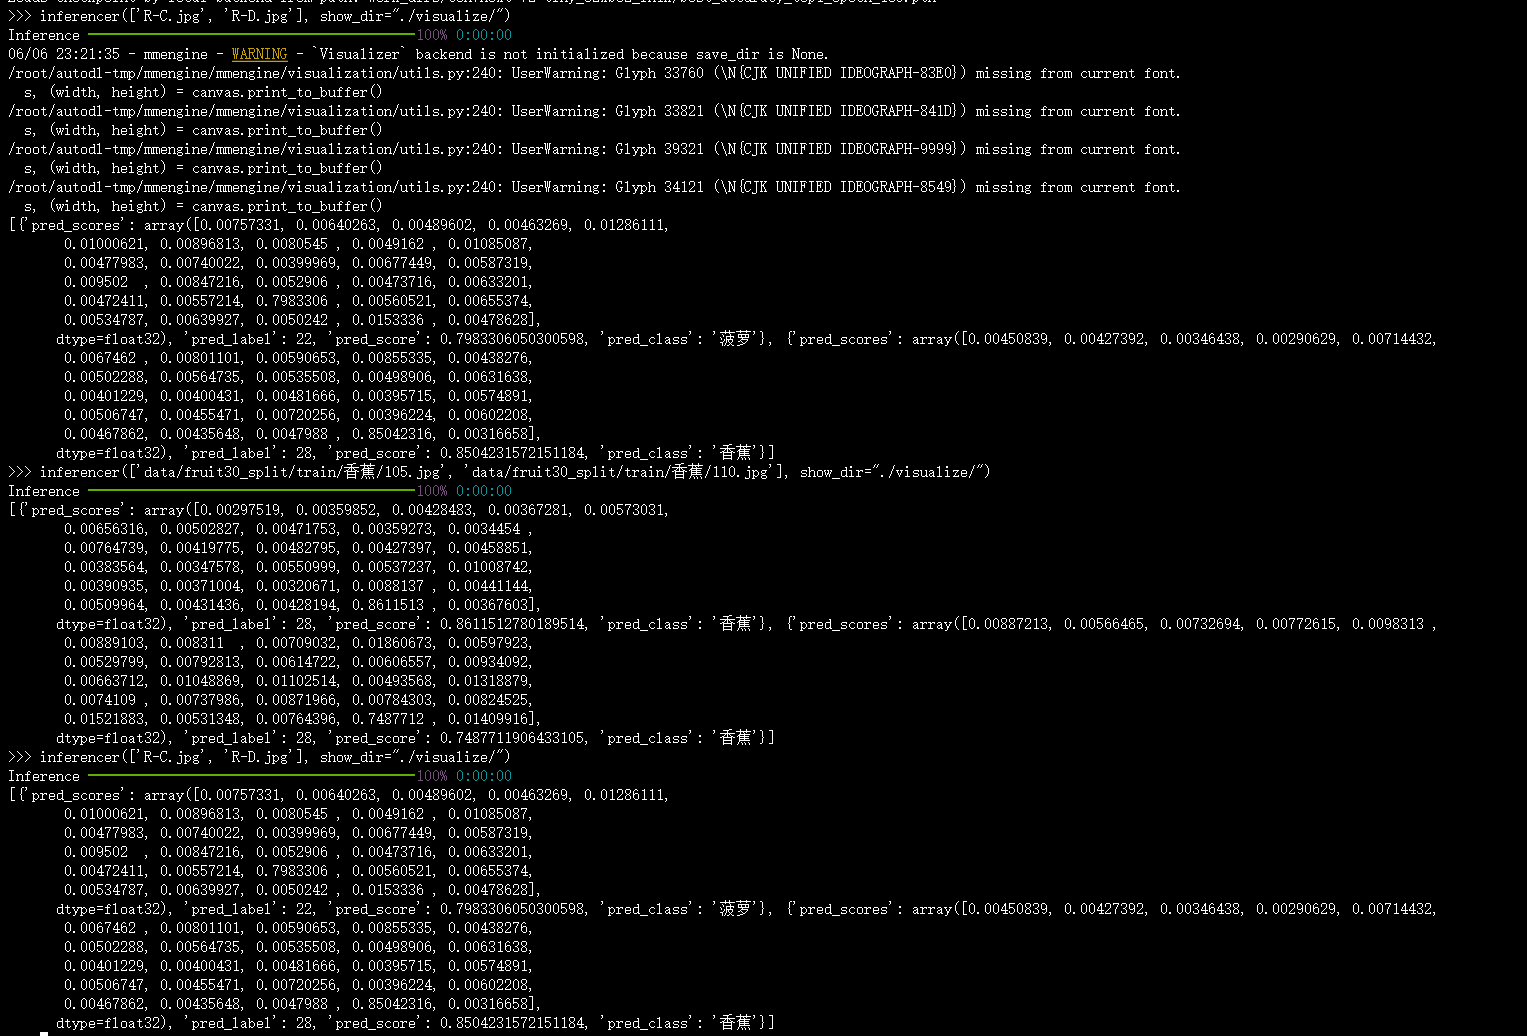 >>> inferencer(['R-C.jpg', 'R-D.jpg'], show_dir="./visualize/")
Inference 100% 0:00:00
06/06 23:21:35 - mmengine - WARNING - `Visualizer` backend is not initialized because save_dir is None.
/root/autodl-tmp/mmengine/mmengine/visualization/utils.py:240: UserWarning: Glyph 33760 (\N{CJK UNIFIED IDEOGRAPH-83E0}) missing from current font.
  s, (width, height) = canvas.print_to_buffer()
/root/autodl-tmp/mmengine/mmengine/visualization/utils.py:240: UserWarning: Glyph 33821 (\N{CJK UNIFIED IDEOGRAPH-841D}) missing from current font.
  s, (width, height) = canvas.print_to_buffer()
/root/autodl-tmp/mmengine/mmengine/visualization/utils.py:240: UserWarning: Glyph 39321 (\N{CJK UNIFIED IDEOGRAPH-9999}) missing from current font.
  s, (width, height) = canvas.print_to_buffer()
/root/autodl-tmp/mmengine/mmengine/visualization/utils.py:240: UserWarning: Glyph 34121 (\N{CJK UNIFIED IDEOGRAPH-8549}) missing from current font.
  s, (width, height) = canvas.print_to_buffer()
[{'pred_scores': array([0.00757331, 0.00640263, 0.00489602, 0.00463269, 0.01286111,
       0.01000621, 0.00896813, 0.0080545 , 0.0049162 , 0.01085087,
       0.00477983, 0.00740022, 0.00399969, 0.00677449, 0.00587319,
       0.009502  , 0.00847216, 0.0052906 , 0.00473716, 0.00633201,
       0.00472411, 0.00557214, 0.7983306 , 0.00560521, 0.00655374,
       0.00534787, 0.00639927, 0.0050242 , 0.0153336 , 0.00478628],
      dtype=float32), 'pred_label': 22, 'pred_score': 0.7983306050300598, 'pred_class': '菠萝'}, {'pred_scores': array([0.00450839, 0.00427392, 0.00346438, 0.00290629, 0.00714432,
       0.0067462 , 0.00801101, 0.00590653, 0.00855335, 0.00438276,
       0.00502288, 0.00564735, 0.00535508, 0.00498906, 0.00631638,
       0.00401229, 0.00400431, 0.00481666, 0.00395715, 0.00574891,
       0.00506747, 0.00455471, 0.00720256, 0.00396224, 0.00602208,
       0.00467862, 0.00435648, 0.0047988 , 0.85042316, 0.00316658],
      dtype=float32), 'pred_label': 28, 'pred_score': 0.8504231572151184, 'pred_class': '香蕉'}]
>>> inferencer(['data/fruit30_split/train/香蕉/105.jpg', 'data/fruit30_split/train/香蕉/110.jpg'], show_dir="./visualize/")
Inference 100% 0:00:00
[{'pred_scores': array([0.00297519, 0.00359852, 0.00428483, 0.00367281, 0.00573031,
       0.00656316, 0.00502827, 0.00471753, 0.00359273, 0.0034454 ,
       0.00764739, 0.00419775, 0.00482795, 0.00427397, 0.00458851,
       0.00383564, 0.00347578, 0.00550999, 0.00537237, 0.01008742,
       0.00390935, 0.00371004, 0.00320671, 0.0088137 , 0.00441144,
       0.00509964, 0.00431436, 0.00428194, 0.8611513 , 0.00367603],
      dtype=float32), 'pred_label': 28, 'pred_score': 0.8611512780189514, 'pred_class': '香蕉'}, {'pred_scores': array([0.00887213, 0.00566465, 0.00732694, 0.00772615, 0.0098313 ,
       0.00889103, 0.008311  , 0.00709032, 0.01860673, 0.00597923,
       0.00529799, 0.00792813, 0.00614722, 0.00606557, 0.00934092,
       0.00663712, 0.01048869, 0.01102514, 0.00493568, 0.01318879,
       0.0074109 , 0.00737986, 0.00871966, 0.00784303, 0.00824525,
       0.01521883, 0.00531348, 0.00764396, 0.7487712 , 0.01409916],
      dtype=float32), 'pred_label': 28, 'pred_score': 0.7487711906433105, 'pred_class': '香蕉'}]
>>> inferencer(['R-C.jpg', 'R-D.jpg'], show_dir="./visualize/")
Inference 100% 0:00:00
[{'pred_scores': array([0.00757331, 0.00640263, 0.00489602, 0.00463269, 0.01286111,
       0.01000621, 0.00896813, 0.0080545 , 0.0049162 , 0.01085087,
       0.00477983, 0.00740022, 0.00399969, 0.00677449, 0.00587319,
       0.009502  , 0.00847216, 0.0052906 , 0.00473716, 0.00633201,
       0.00472411, 0.00557214, 0.7983306 , 0.00560521, 0.00655374,
       0.00534787, 0.00639927, 0.0050242 , 0.0153336 , 0.00478628],
      dtype=float32), 'pred_label': 22, 'pred_score': 0.7983306050300598, 'pred_class': '菠萝'}, {'pred_scores': array([0.00450839, 0.00427392, 0.00346438, 0.00290629, 0.00714432,
       0.0067462 , 0.00801101, 0.00590653, 0.00855335, 0.00438276,
       0.00502288, 0.00564735, 0.00535508, 0.00498906, 0.00631638,
       0.00401229, 0.00400431, 0.00481666, 0.00395715, 0.00574891,
       0.00506747, 0.00455471, 0.00720256, 0.00396224, 0.00602208,
       0.00467862, 0.00435648, 0.0047988 , 0.85042316, 0.00316658],
      dtype=float32), 'pred_label': 28, 'pred_score': 0.8504231572151184, 'pred_class': '香蕉'}]